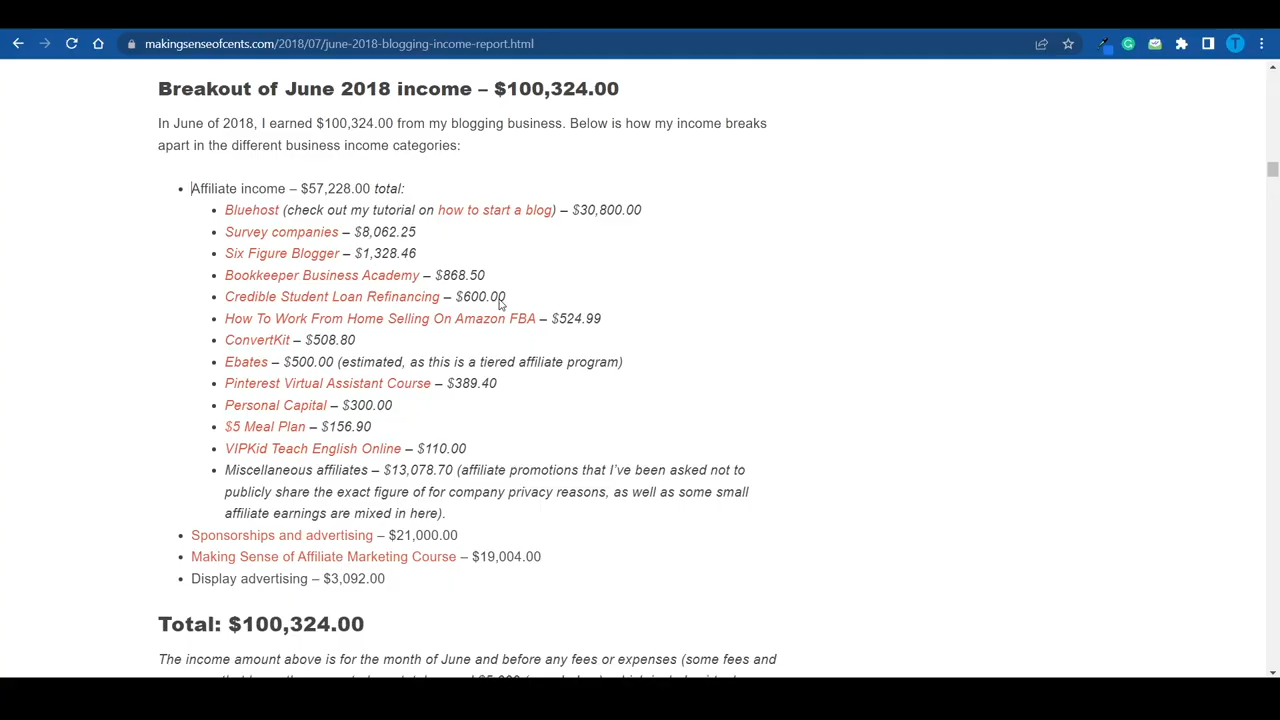 makingsenseofcents.com/2018/07/june-2018-blogging-income-report.html
T
Breakout of June 2018 income – $100,324.00
In June of 2018, I earned $100,324.00 from my blogging business. Below is how my income breaks
apart in the different business income categories:
• Affiliate income – $57,228.00 total:
• Bluehost (check out my tutorial on how to start a blog) – $30,800.00
• Survey companies – $8,062.25
• Six Figure Blogger – $1,328.46
• Bookkeeper Business Academy – $868.50
• Credible Student Loan Refinancing – $600.00
• How To Work From Home Selling On Amazon FBA – $524.99
• ConvertKit – $508.80
• Ebates – $500.00 (estimated, as this is a tiered affiliate program)
• Pinterest Virtual Assistant Course – $389.40
• Personal Capital – $300.00
• $5 Meal Plan – $156.90
• VIPKid Teach English Online – $110.00
• Miscellaneous affiliates – $13,078.70 (affiliate promotions that I've been asked not to
publicly share the exact figure of for company privacy reasons, as well as some small
affiliate earnings are mixed in here).
• Sponsorships and advertising – $21,000.00
• Making Sense of Affiliate Marketing Course – $19,004.00
• Display advertising – $3,092.00
Total: $100,324.00
The income amount above is for the month of June and before any fees or expenses (some fees and